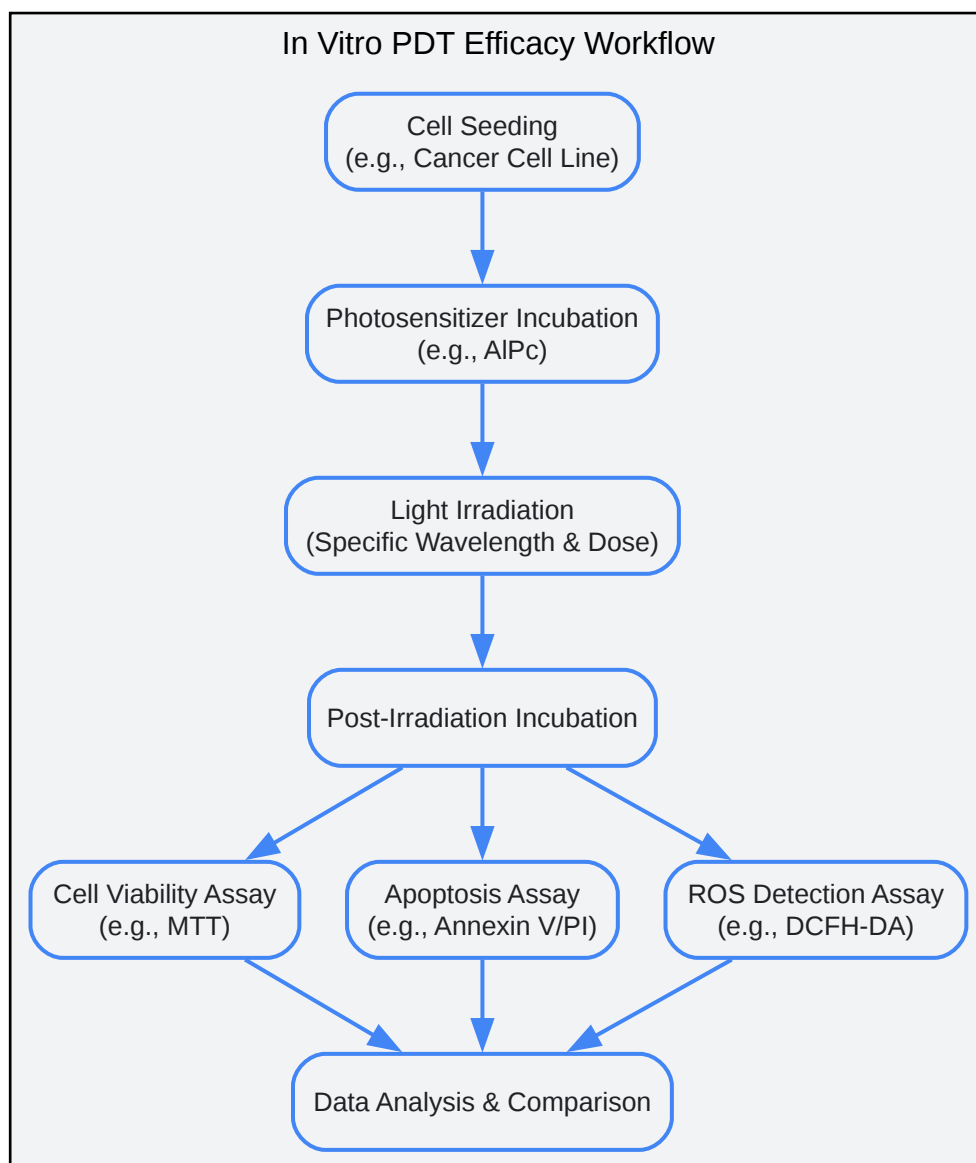 In Vitro PDT Efficacy Workflow
Cell Seeding
(e.g., Cancer Cell Line)
Photosensitizer Incubation
(e.g., AlPc)
Light Irradiation
(Specific Wavelength & Dose)
Post-Irradiation Incubation
Cell Viability Assay
(e.g., MTT)
Apoptosis Assay
(e.g., Annexin V/PI)
ROS Detection Assay
(e.g., DCFH-DA)
Data Analysis & Comparison